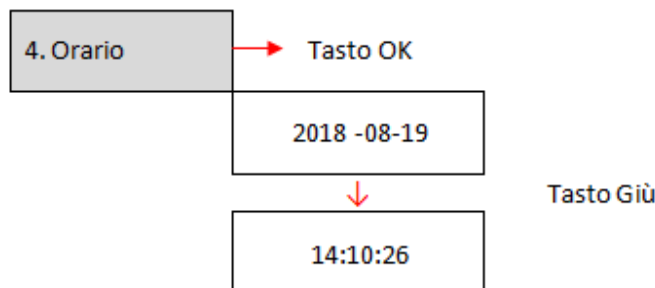 4. Orario
Tasto OK
2018 -08-19
Tasto Giù
14:10:26